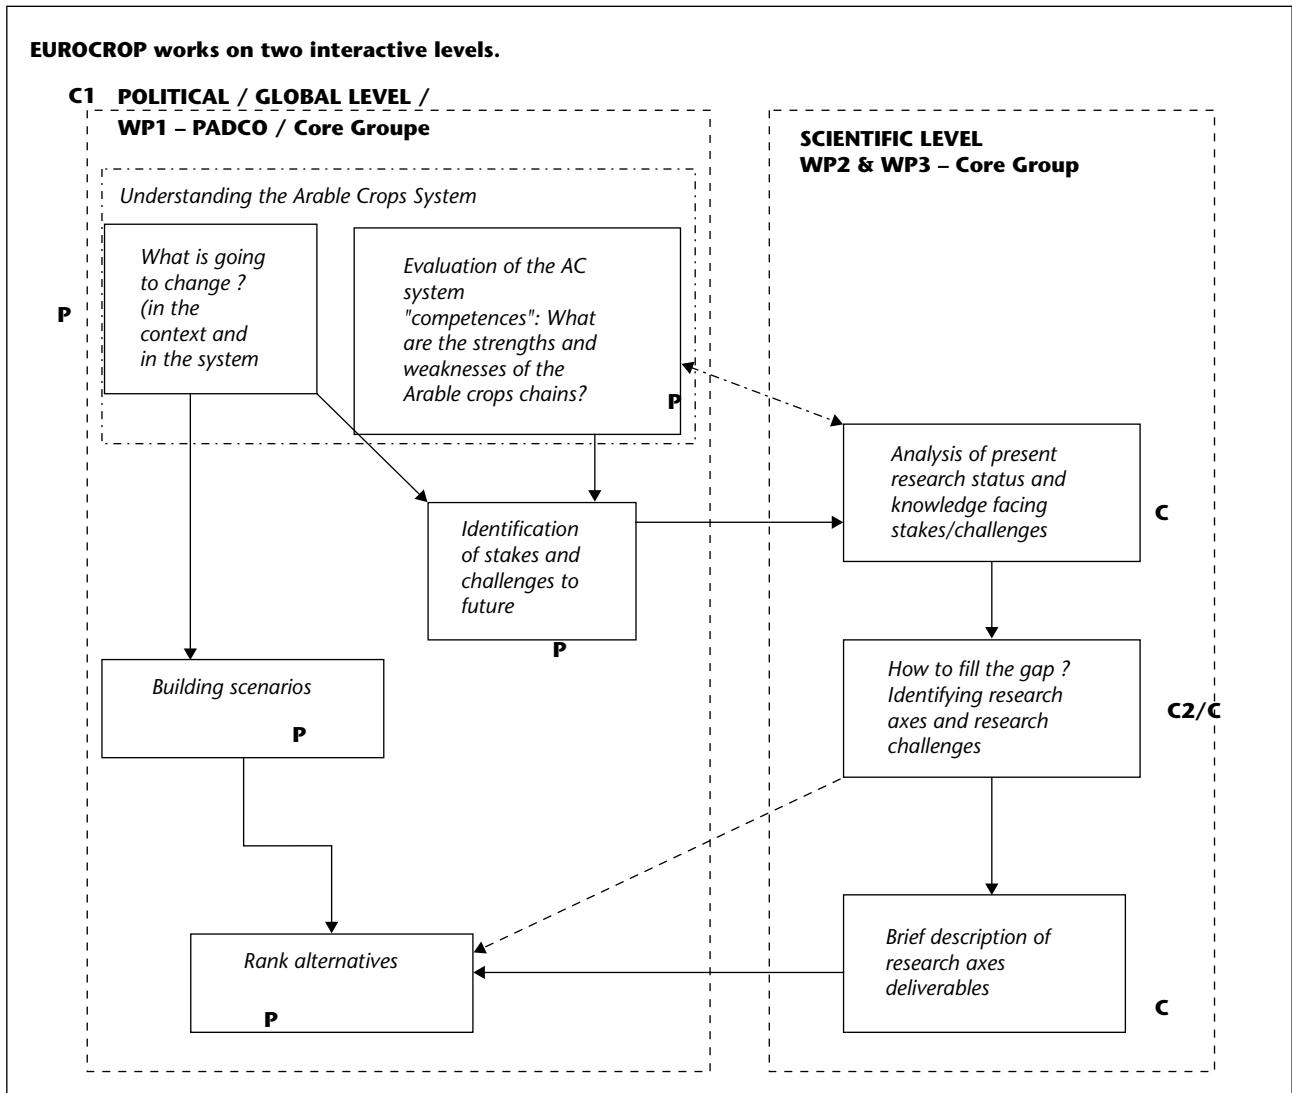 EUROCROP works on two interactive levels.
C1 POLITICAL / GLOBAL LEVEL /
WP1 – PADCO / Core Groupe
SCIENTIFIC LEVEL
WP2 & WP3 – Core Group
Understanding the Arable Crops System
What is going
to change ?
(in the
context and
in the system
P
Evaluation of the AC
system
"competences": What
are the strengths and
weaknesses of the
Arable crops chains?
P
Analysis of present
research status and
knowledge facing
stakes/challenges
C
Identification
of stakes and
challenges to
future
P
Building scenarios
P
How to fill the gap ?
Identifying research
axes and research
challenges
C2/C
Rank alternatives
P
Brief description of
research axes
deliverables
C